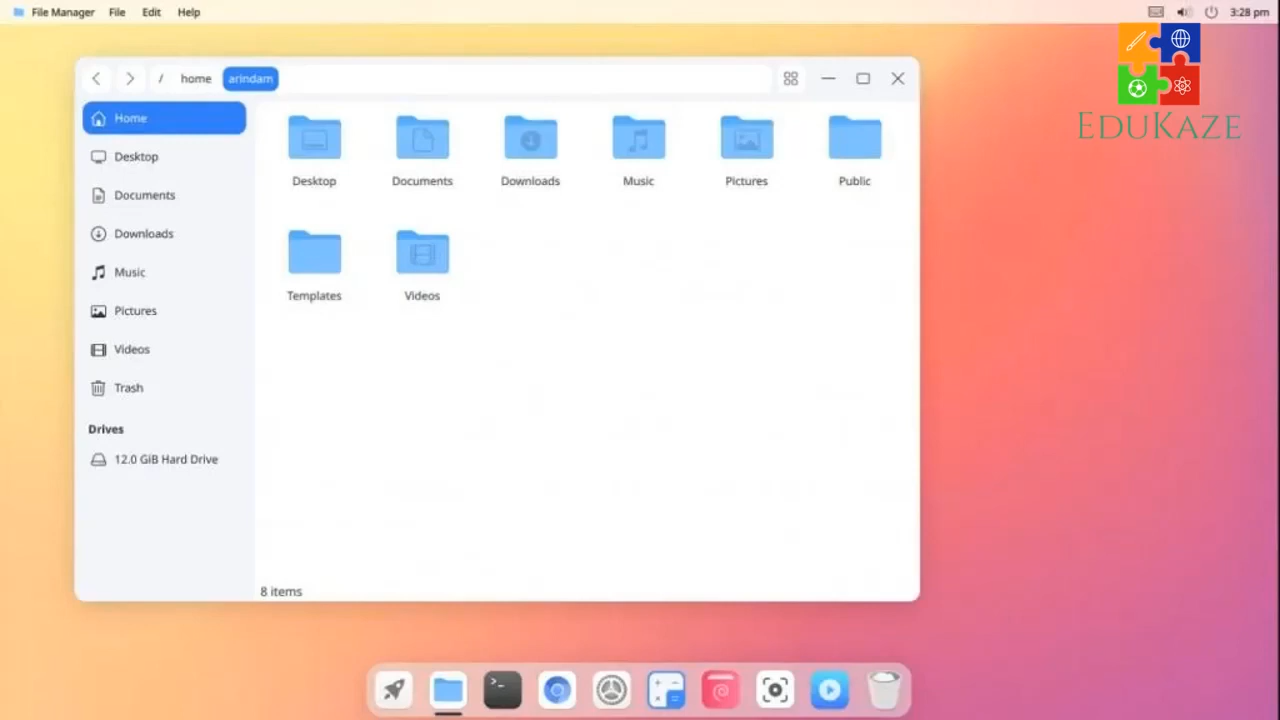 File Manager File Edit Help 3:28 pm
/ home arindam
EDUKAZE
Home
Desktop
Documents
Downloads
Music
Pictures
Videos
Trash
Drives
12.0 GiB Hard Drive
Desktop Documents Downloads Music Pictures Public
Templates Videos
8 items